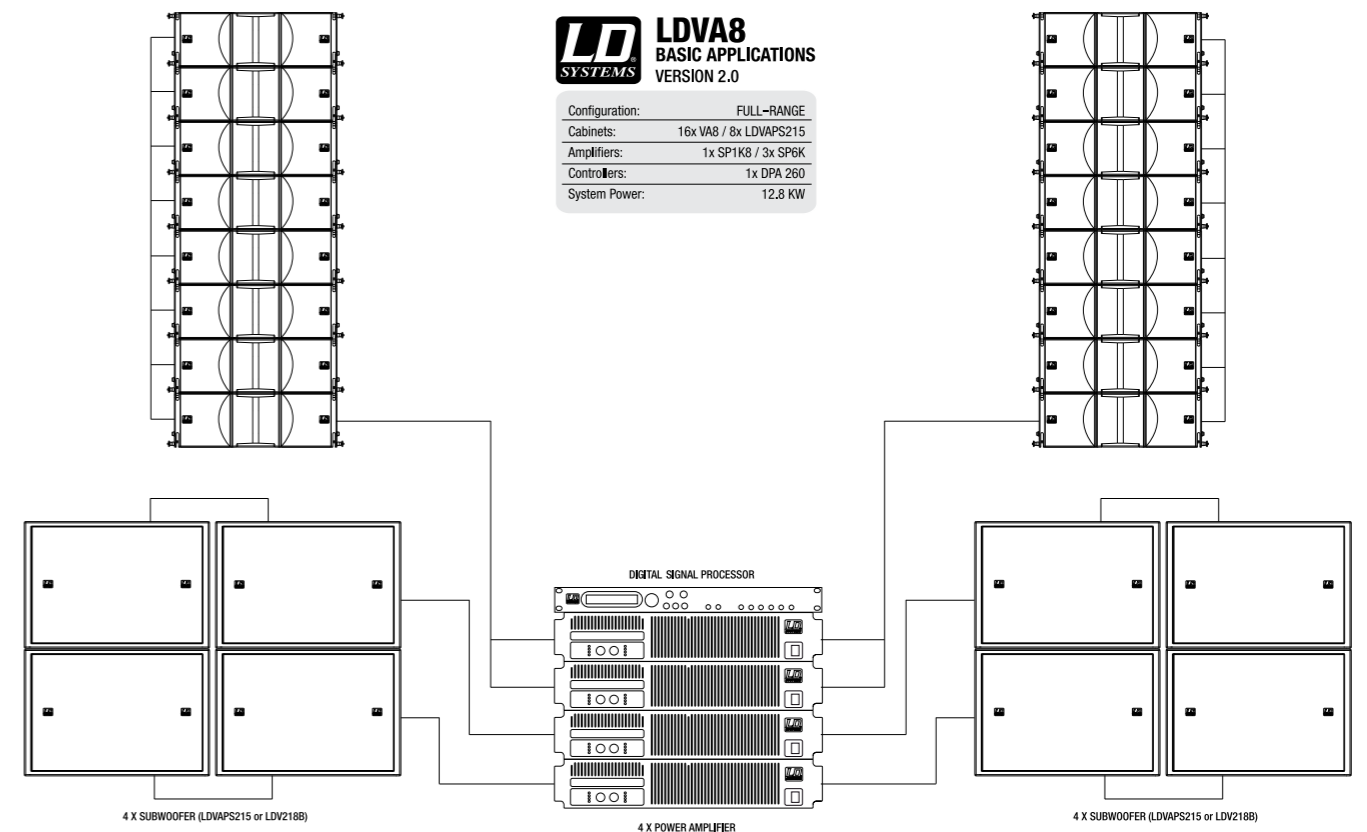 LD
SYSTEMS
LDVA8
BASIC APPLICATIONS
VERSION 2.0
Configuration: FULL-RANGE
Cabinets: 16x VA8 / 8x LDVAPS215
Amplifiers: 1x SP1K8 / 3x SP6K
Controllers: 1x DPA 260
System Power: 12.8 KW
DIGITAL SIGNAL PROCESSOR
4 X SUBWOOFER (LDVAPS215 or LDV218B)
4 X POWER AMPLIFIER
4 X SUBWOOFER (LDVAPS215 or LDV218B)